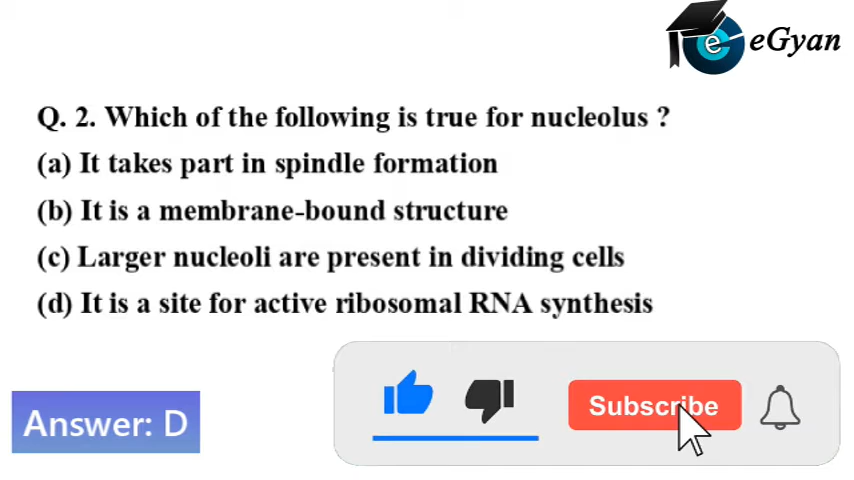 e eGyan
Q. 2. Which of the following is true for nucleolus ?
(a) It takes part in spindle formation
(b) It is a membrane-bound structure
(c) Larger nucleoli are present in dividing cells
(d) It is a site for active ribosomal RNA synthesis
Answer: D
Subscribe